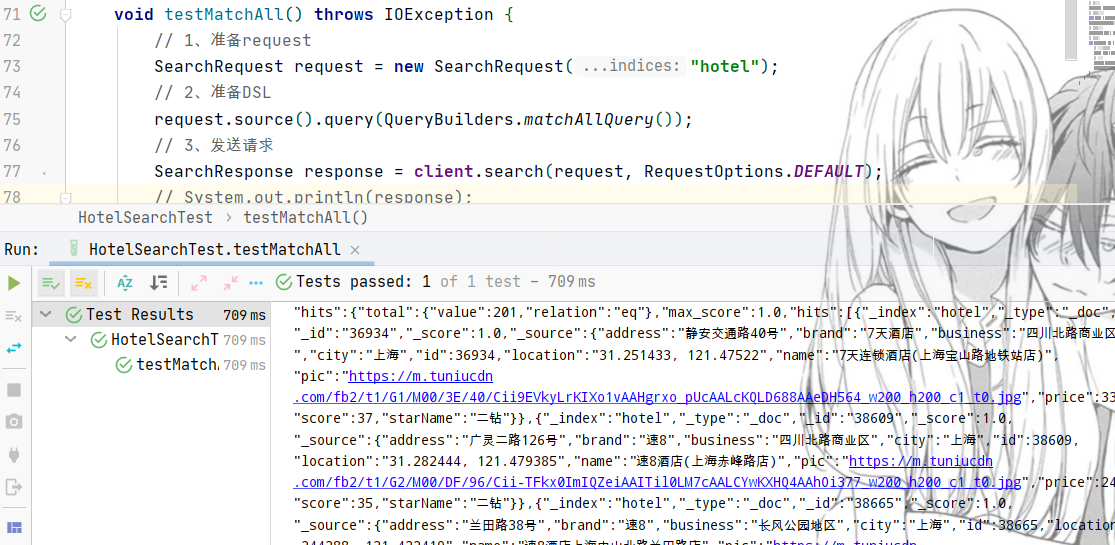 71 void testMatchAll() throws IOException {
72 // 1、准备request
73 SearchRequest request = new SearchRequest( ...indices: "hotel");
74 // 2、准备DSL
75 request.source().query(QueryBuilders.matchAllQuery());
76 // 3、发送请求
77 SearchResponse response = client.search(request, RequestOptions.DEFAULT);
78 // System.out.println(response);
HotelSearchTest > testMatchAll()
Run: HotelSearchTest.testMatchAll ×
Tests passed: 1 of 1 test – 709 ms
Test Results 709 ms
HotelSearchT 709 ms
testMatchA 709 ms
"hits":{"total":{"value":201,"relation":"eq"},"max_score":1.0,"hits":[{"_index":"hotel","_type":"_doc",
"_id":"36934","_score":1.0,"_source":{"address":"静安交通路40号","brand":"7天酒店","business":"四川北路商业区
","city":"上海","id":36934,"location":"31.251433, 121.47522","name":"7天连锁酒店(上海宝山路地铁站店)",
"pic":"https://m.tuniucdn
.com/fb2/t1/G1/M00/3E/40/Cii9EVkyLrKIXo1vAAHgrxo_pUcAALcKQLD688AAeDH564_w200_h200_c1_t0.jpg","price":33
"score":37,"starName":"二钻"}},{"_index":"hotel","_type":"_doc","_id":"38609","_score":1.0,
"_source":{"address":"广灵二路126号","brand":"速8","business":"四川北路商业区","city":"上海","id":38609,
"location":"31.282444, 121.479385","name":"速8酒店(上海赤峰路店)","pic":"https://m.tuniucdn
.com/fb2/t1/G2/M00/DF/96/Cii-TFkx0ImIQZeiAAITil0LM7cAALCYwKXHQ4AAhOi377_w200_h200_c1_t0.jpg","price":24
"score":35,"starName":"二钻"}},{"_index":"hotel","_type":"_doc","_id":"38665","_score":1.0,
"_source":{"address":"兰田路38号","brand":"速8","business":"长风公园地区","city":"上海","id":38665,"location